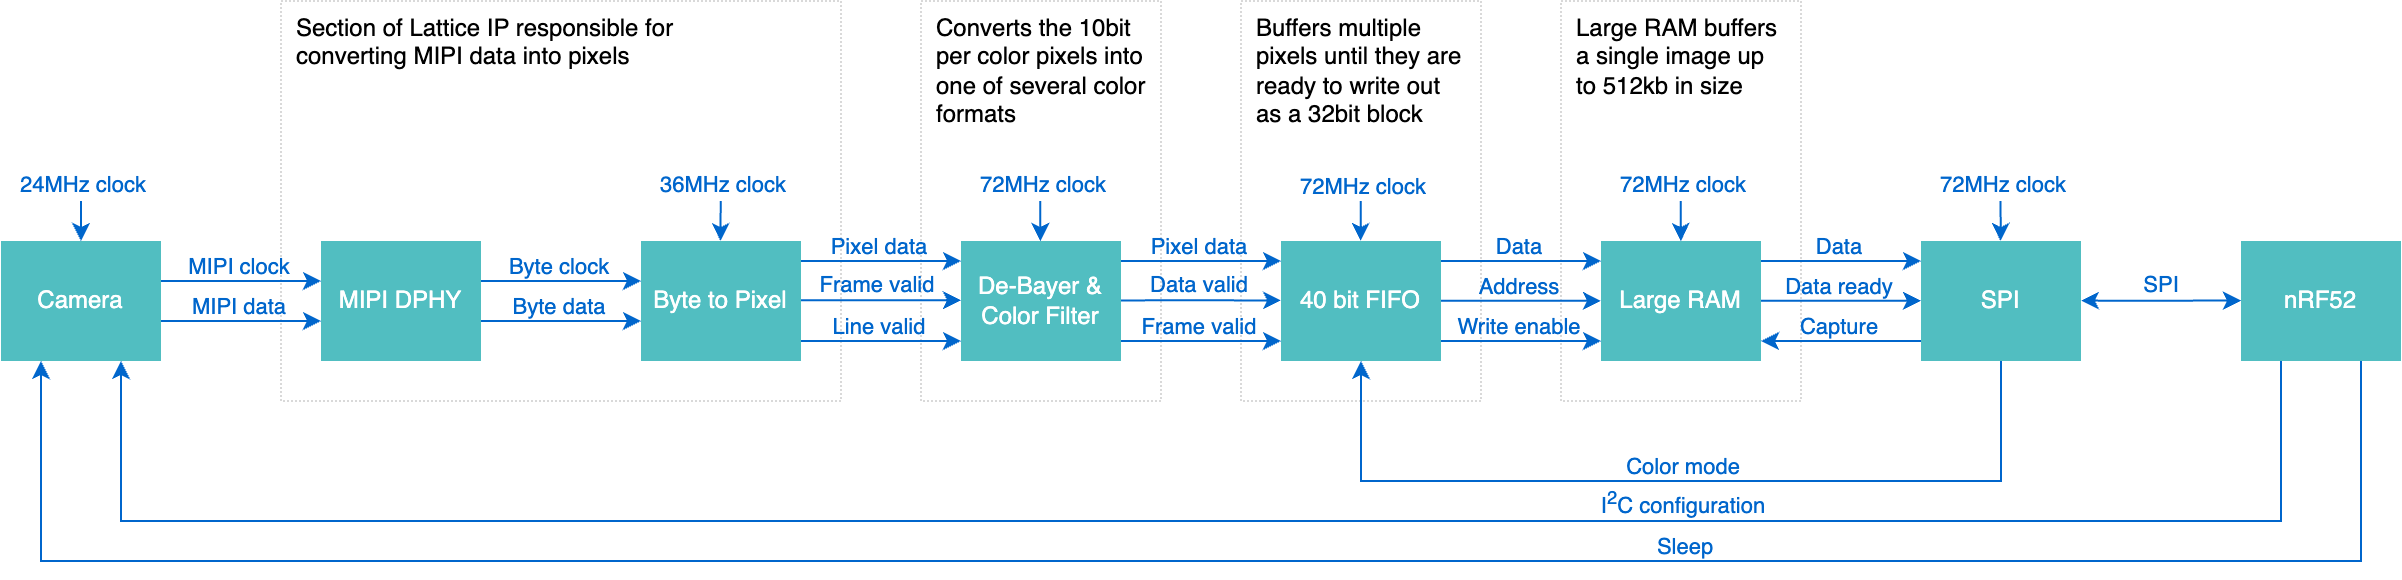 Section of Lattice IP responsible for
converting MIPI data into pixels
Converts the 10bit
per color pixels into
one of several color
formats
Buffers multiple
pixels until they are
ready to write out
as a 32bit block
Large RAM buffers
a single image up
to 512kb in size
24MHz clock
36MHz clock
72MHz clock
72MHz clock
72MHz clock
72MHz clock
Camera
MIPI clock
MIPI data
MIPI DPHY
Byte clock
Byte data
Byte to Pixel
Pixel data
Frame valid
Line valid
De-Bayer &
Color Filter
Pixel data
Data valid
Frame valid
40 bit FIFO
Data
Address
Write enable
Large RAM
Data
Data ready
Capture
SPI
SPI
nRF52
Color mode
I²C configuration
Sleep